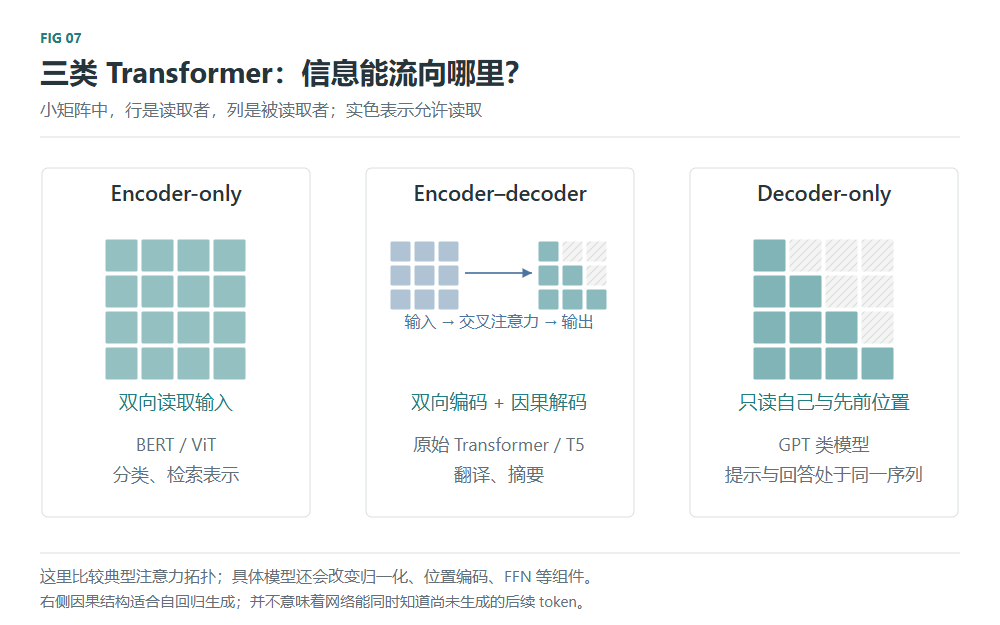 FIG 07
三类 Transformer：信息能流向哪里？
小矩阵中，行是读取者，列是被读取者；实色表示允许读取
Encoder-only
双向读取输入
BERT / ViT
分类、检索表示
Encoder–decoder
输入 → 交叉注意力 → 输出
双向编码 + 因果解码
原始 Transformer / T5
翻译、摘要
Decoder-only
只读自己与先前位置
GPT 类模型
提示与回答处于同一序列
这里比较典型注意力拓扑；具体模型还会改变归一化、位置编码、FFN 等组件。
右侧因果结构适合自回归生成；并不意味着网络能同时知道尚未生成的后续 token。